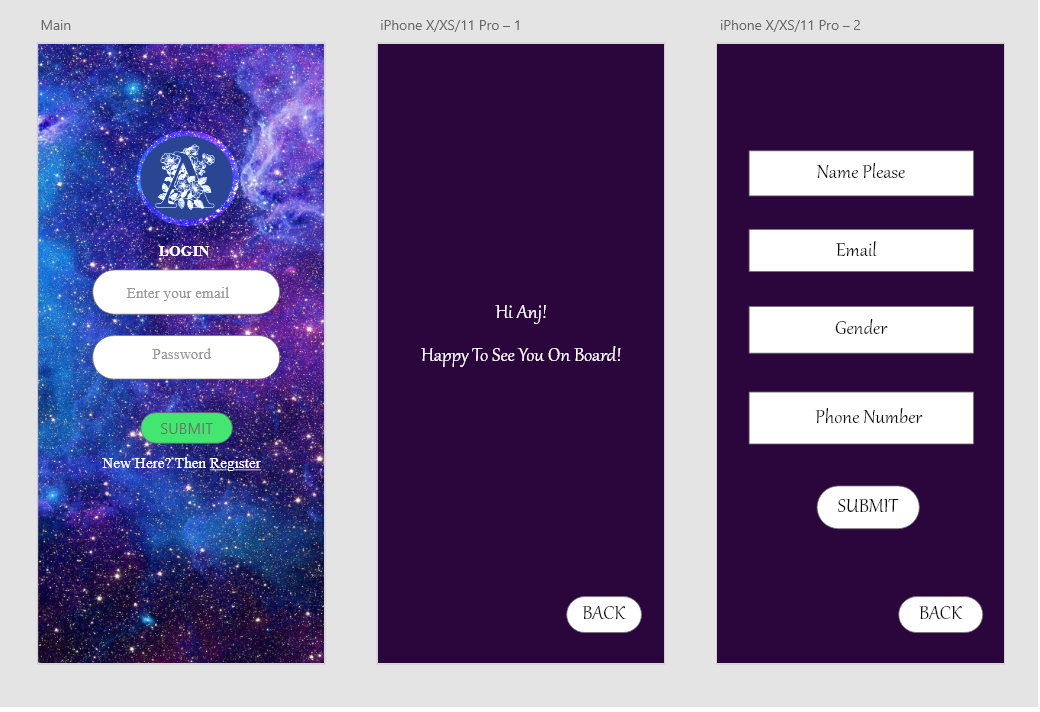 Main
A
LOGIN
Enter your email
Password
SUBMIT
New Here? Then Register
iPhone X/XS/11 Pro – 1
Hi Anj!
Happy To See You On Board!
BACK
iPhone X/XS/11 Pro – 2
Name Please
Email
Gender
Phone Number
SUBMIT
BACK